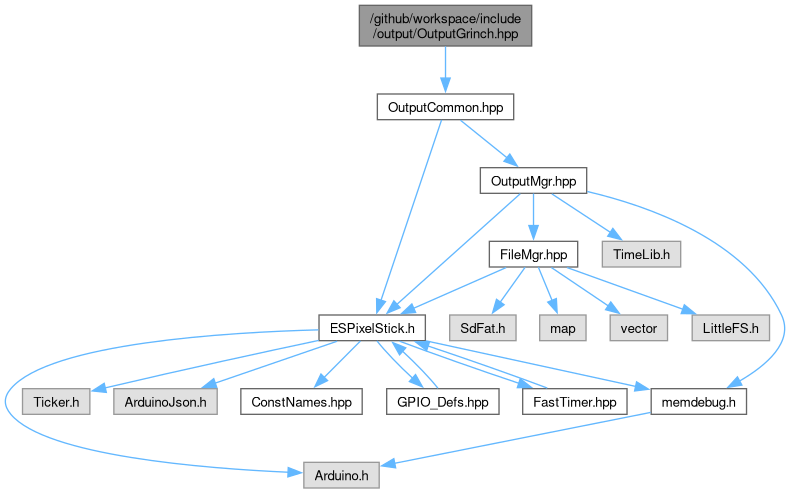 /github/workspace/include
/output/OutputGrinch.hpp
OutputCommon.hpp
OutputMgr.hpp
FileMgr.hpp
TimeLib.h
ESPixelStick.h
SdFat.h
map
vector
LittleFS.h
Ticker.h
ArduinoJson.h
ConstNames.hpp
GPIO_Defs.hpp
FastTimer.hpp
memdebug.h
Arduino.h